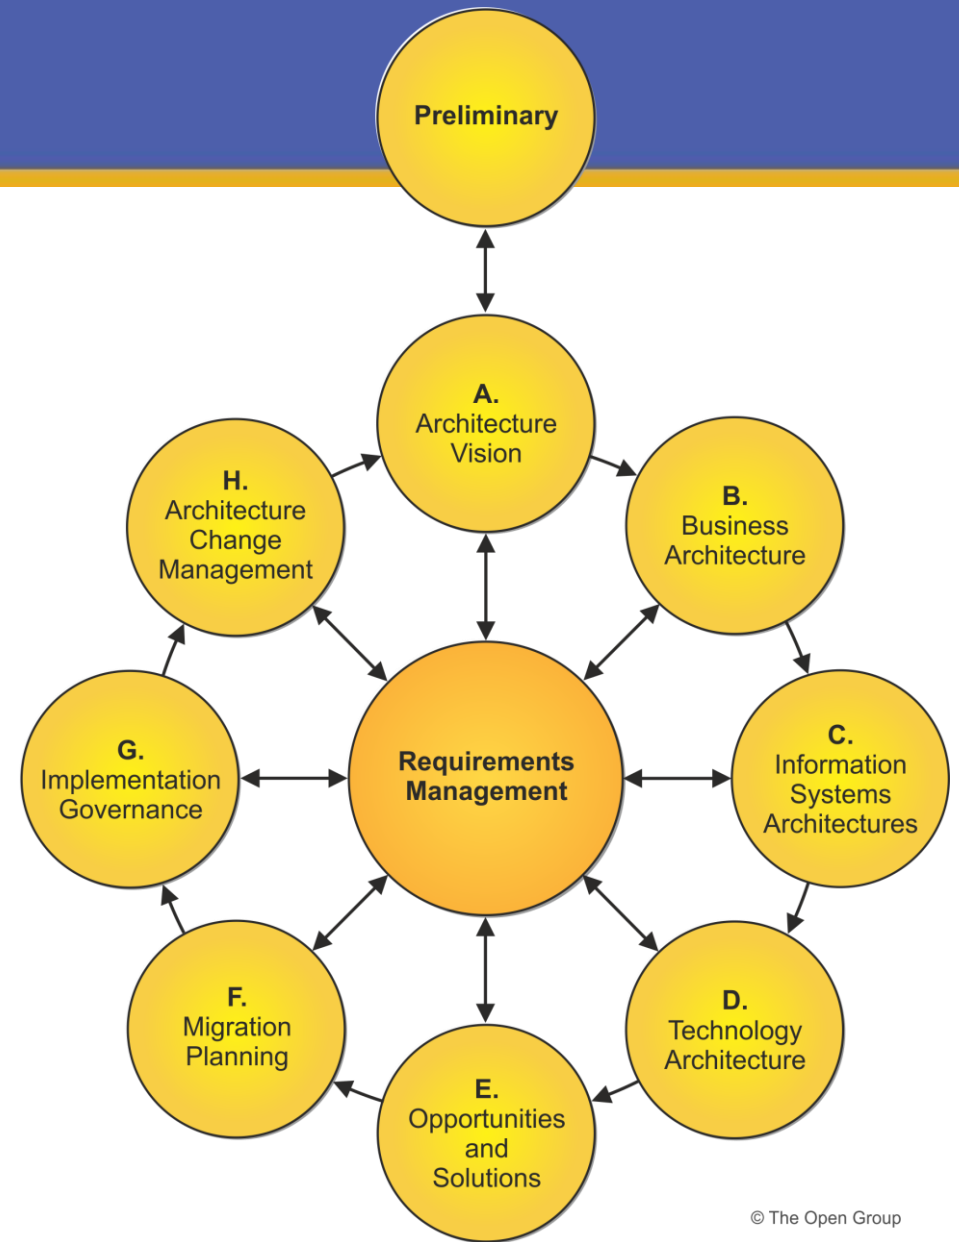 Preliminary
A.
Architecture
Vision
B.
Business
Architecture
C.
Information
Systems
Architectures
D.
Technology
Architecture
E.
Opportunities
and
Solutions
F.
Migration
Planning
G.
Implementation
Governance
H.
Architecture
Change
Management
Requirements
Management
© The Open Group